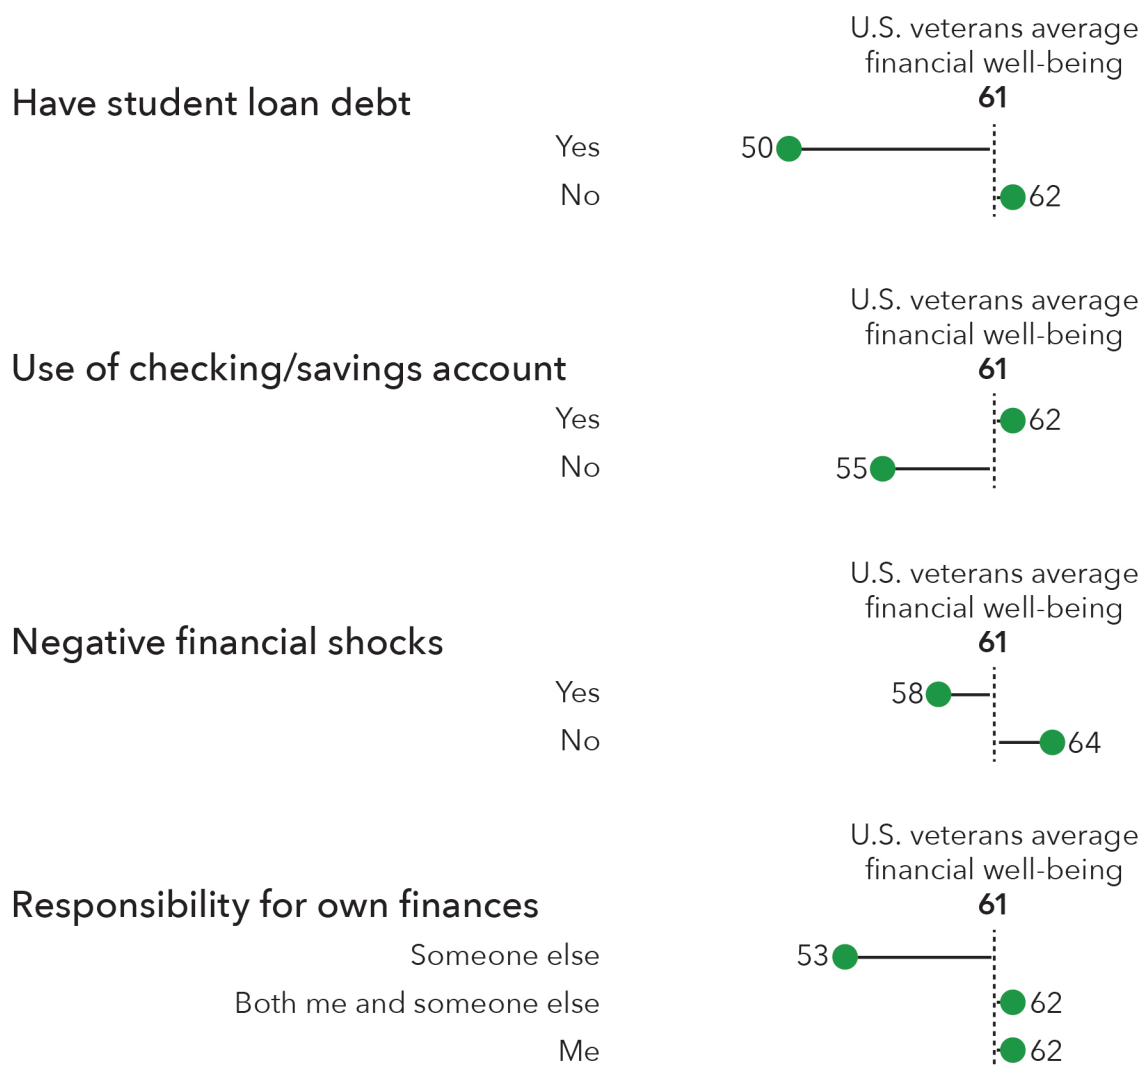 U.S. veterans average
financial well-being
Have student loan debt
61
Yes
50
No
62
U.S. veterans average
financial well-being
Use of checking/savings account
61
Yes
62
No
55
U.S. veterans average
financial well-being
Negative financial shocks
61
Yes
58
No
64
U.S. veterans average
financial well-being
Responsibility for own finances
61
Someone else
53
Both me and someone else
62
Me
62